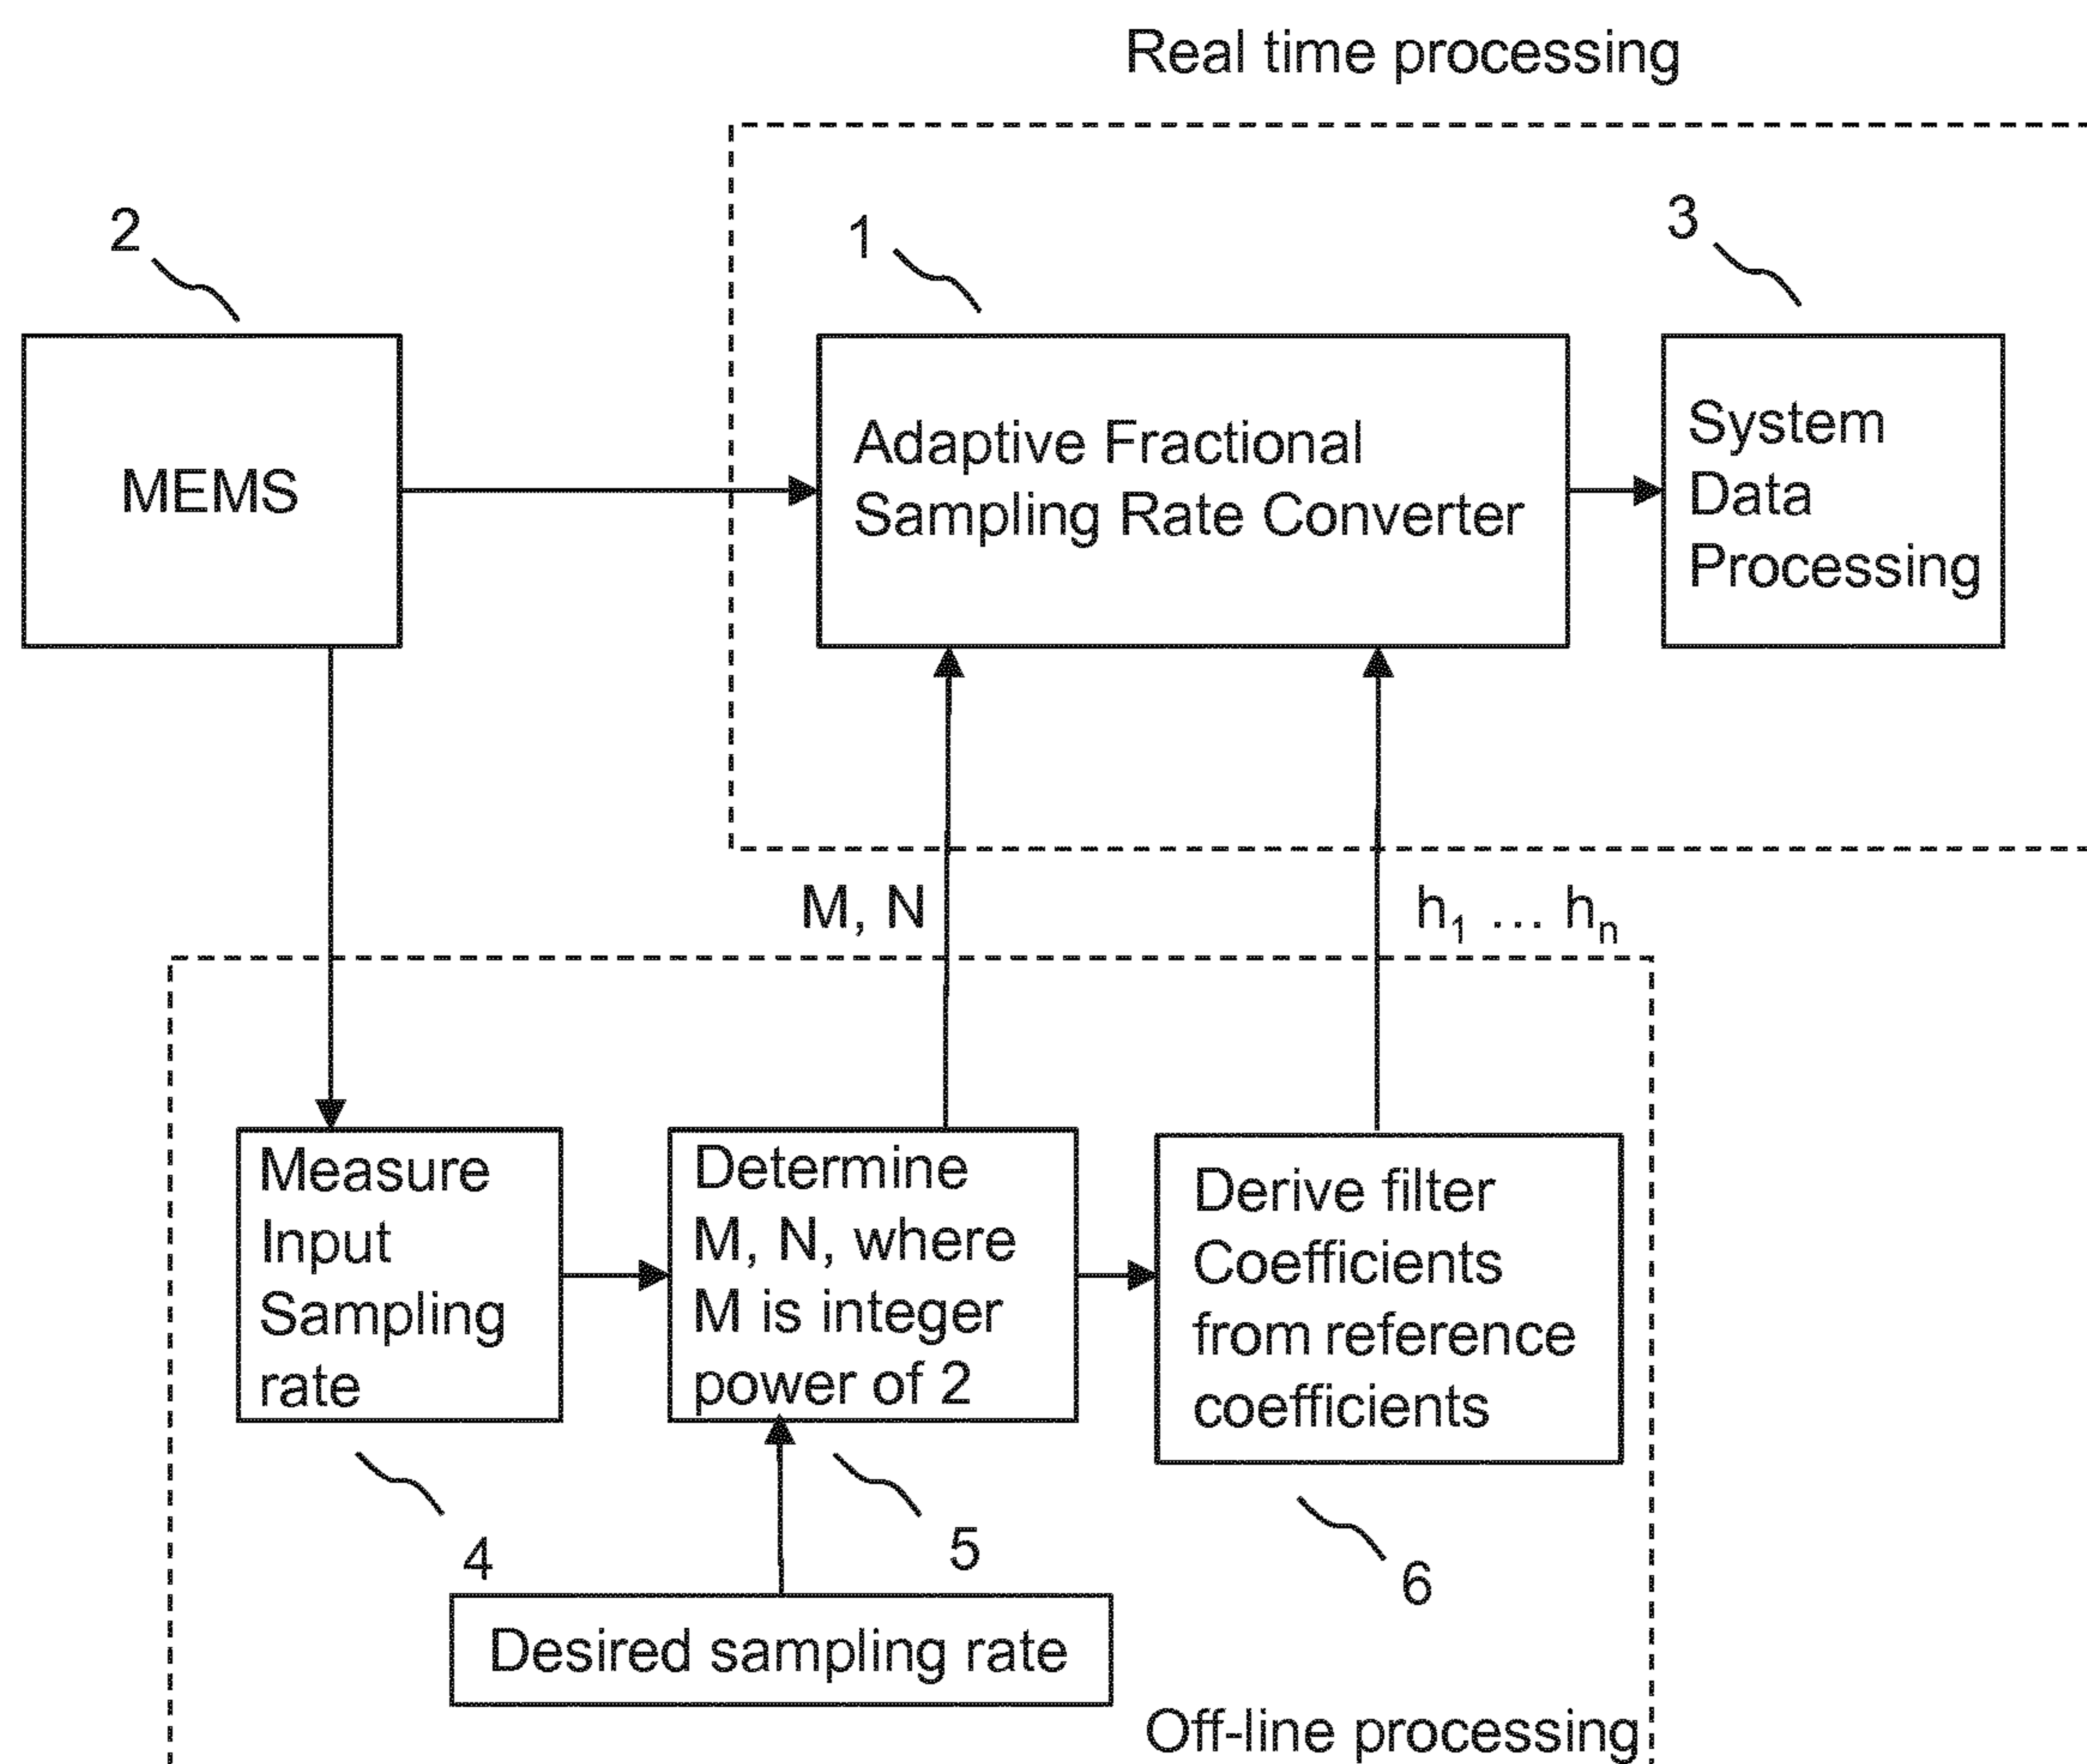 Real time processing
2
1
3
MEMS
Adaptive Fractional
Sampling Rate Converter
System
Data
Processing
M, N
h₁ ... hₙ
Measure
Input
Sampling
rate
Determine
M, N, where
M is integer
power of 2
Derive filter
Coefficients
from reference
coefficients
4
5
6
Desired sampling rate
Off-line processing